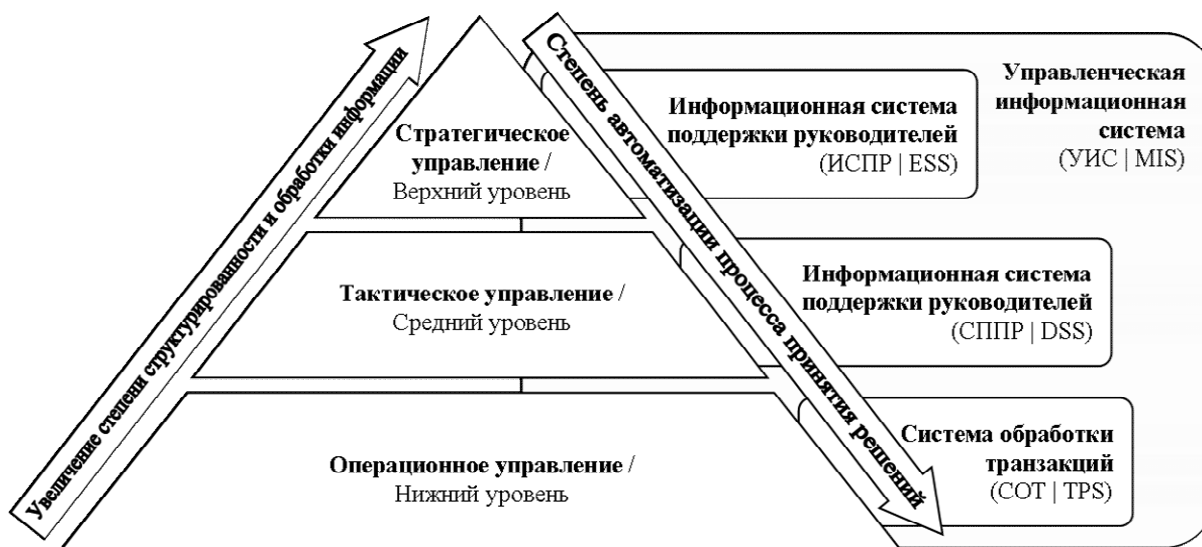 Увеличение степени структурированности и обработки информации
Стратегическое
управление /
Верхний уровень
Тактическое управление /
Средний уровень
Операционное управление /
Нижний уровень
Степень автоматизации процесса принятия решений
Информационная система
поддержки руководителей
(ИСПР | ESS)
Управленческая
информационная
система
(УИС | MIS)
Информационная система
поддержки руководителей
(СППР | DSS)
Система обработки
транзакций
(СОТ | TPS)